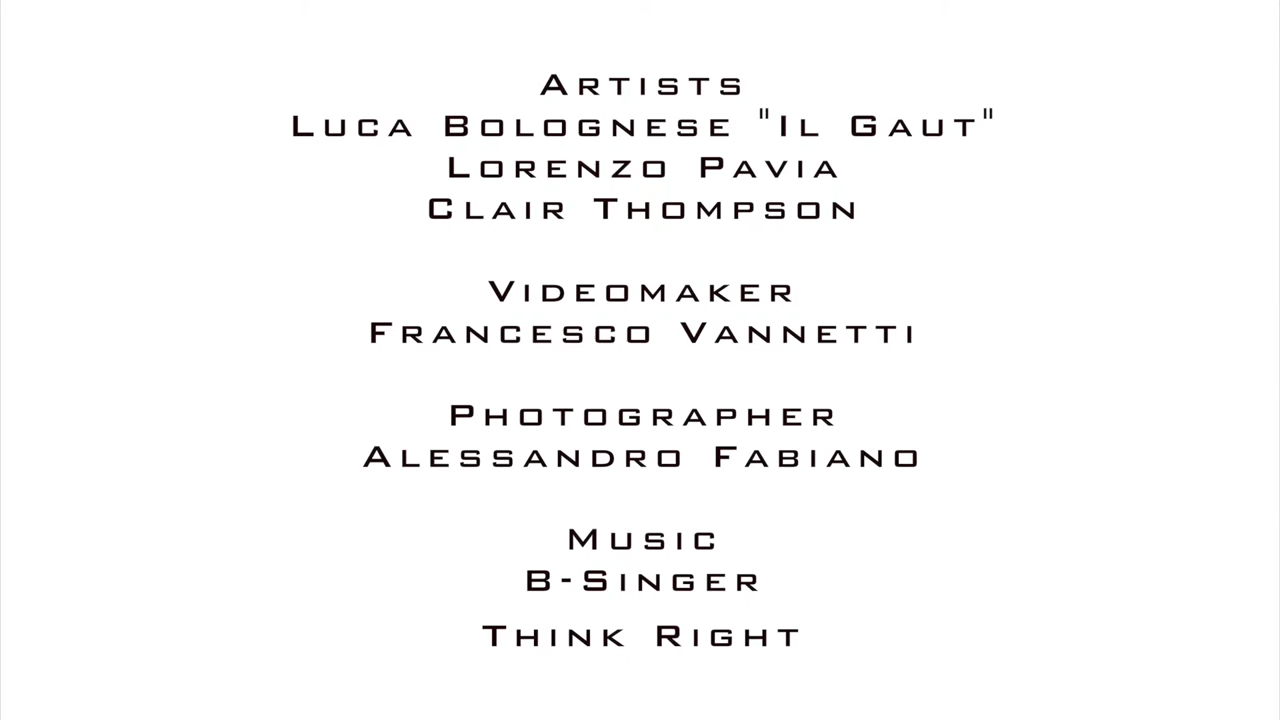 Artists
Luca Bolognese "Il Gaut"
Lorenzo Pavia
Clair Thompson
Videomaker
Francesco Vannetti
Photographer
Alessandro Fabiano
Music
B-Singer
Think Right